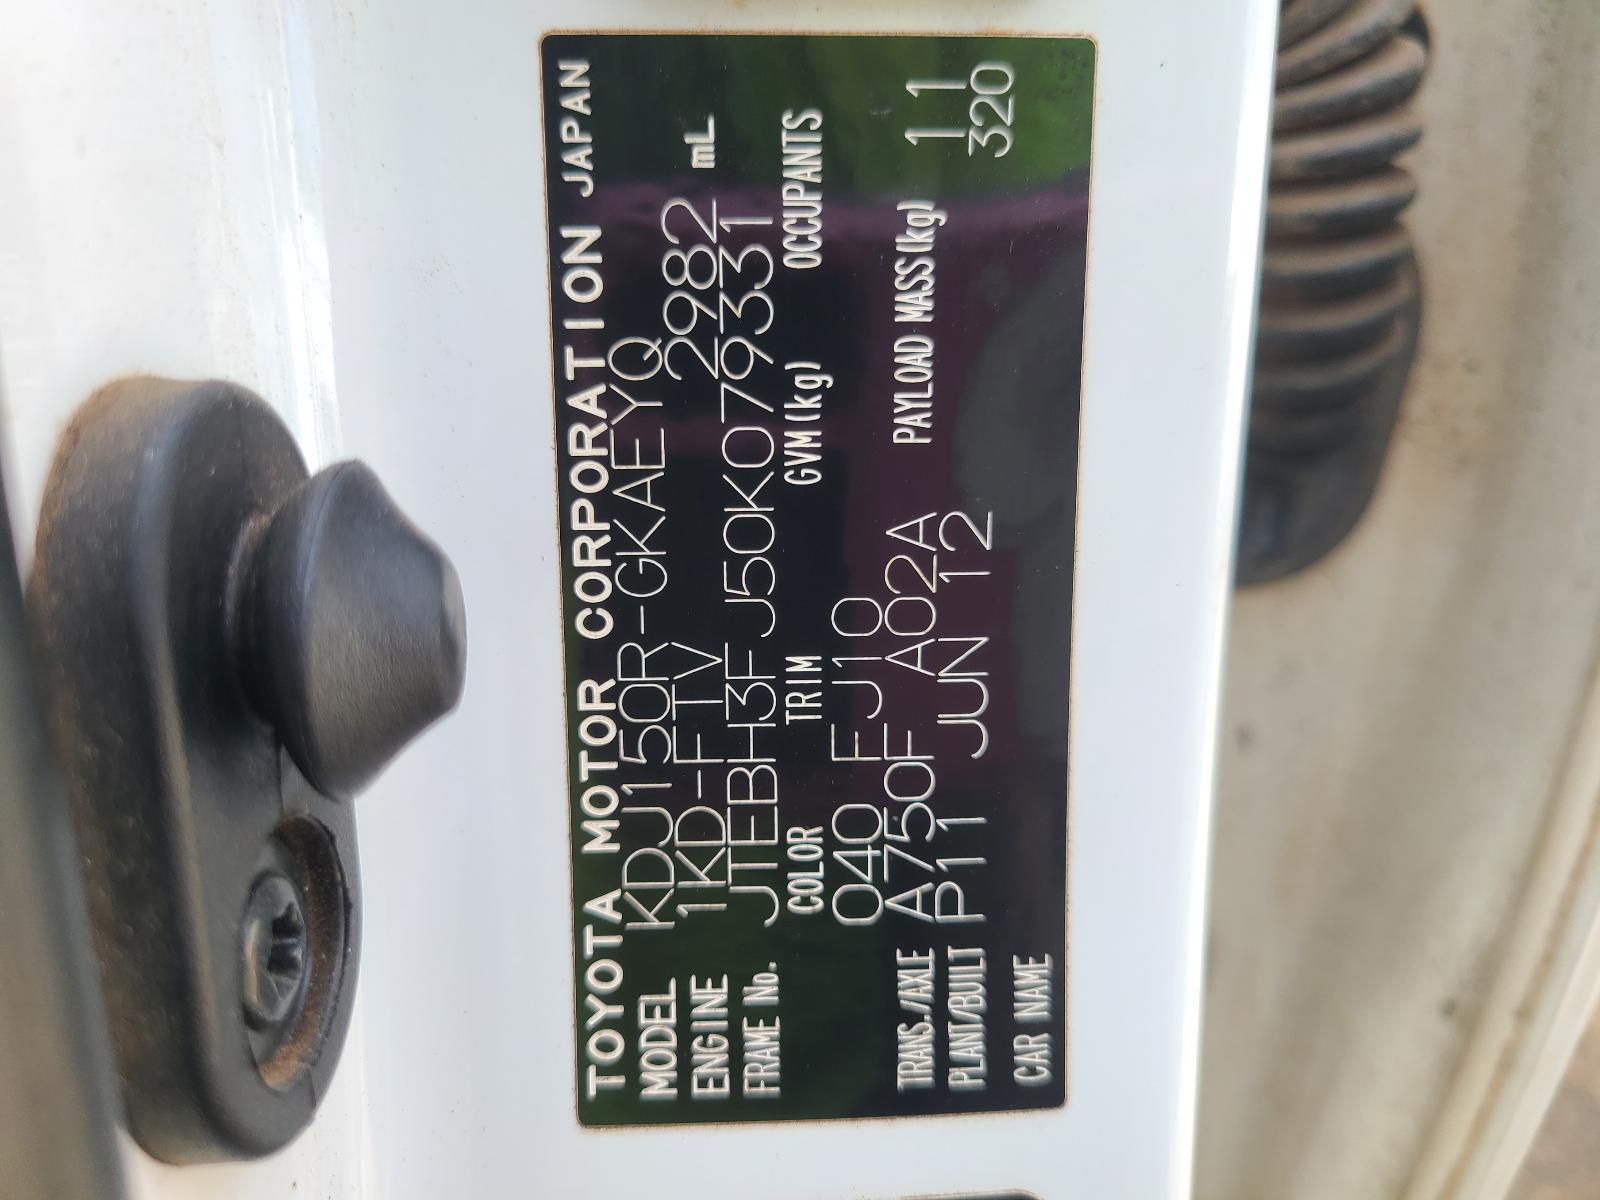 TOYOTA MOTOR CORPORATION JAPAN
MODEL KDJ150R-GKAEYQ
ENGINE 1KD-FTV 2982 mL
FRAME No. JTEBH3FJ50K079331
COLOR TRIM GVM(kg) OCCUPANTS
040 FJ10
TRANS./AXLE A750F A02A PAYLOAD MASS(kg) 11
PLANT/BUILT P11 JUN 12 320
CAR NAME